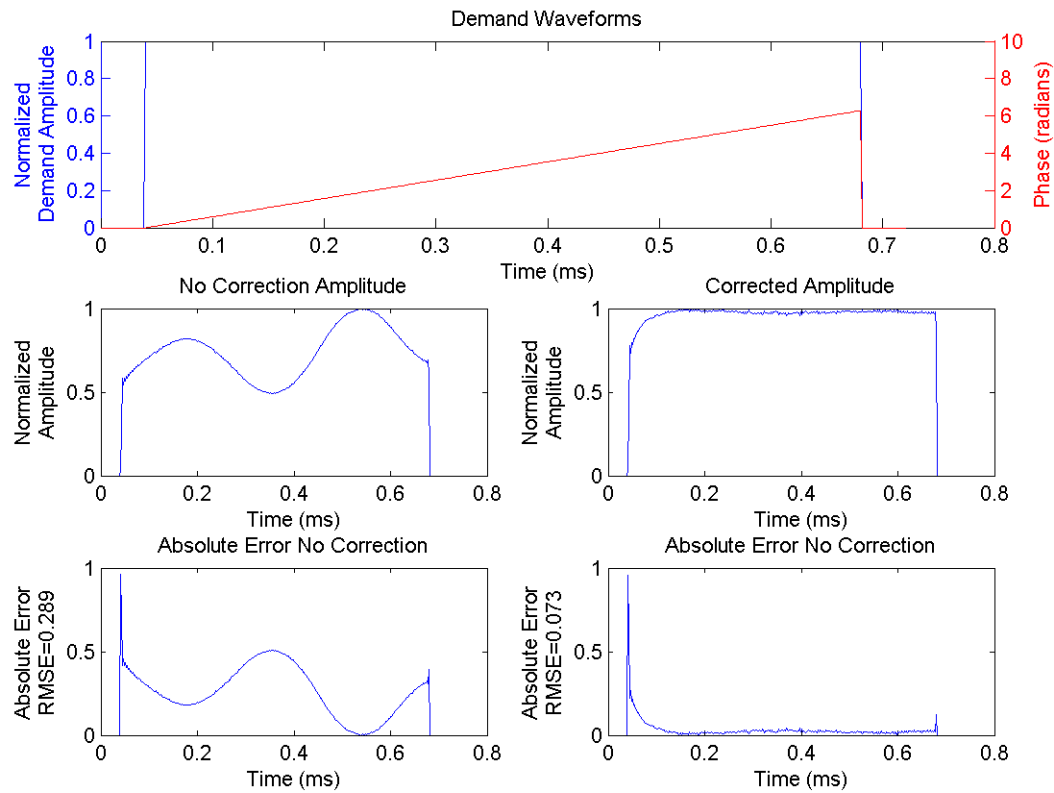 Demand Waveforms
Normalized
Demand Amplitude
1
0.8
0.6
0.4
0.2
0
10
8
6
4
2
0
Phase (radians)
0 0.1 0.2 0.3 0.4 0.5 0.6 0.7 0.8
Time (ms)
No Correction Amplitude
Normalized
Amplitude
1
0.5
0
0 0.2 0.4 0.6 0.8
Time (ms)
Corrected Amplitude
Normalized
Amplitude
1
0.5
0
0 0.2 0.4 0.6 0.8
Time (ms)
Absolute Error No Correction
Absolute Error
RMSE=0.289
1
0.5
0
0 0.2 0.4 0.6 0.8
Time (ms)
Absolute Error No Correction
Absolute Error
RMSE=0.073
1
0.5
0
0 0.2 0.4 0.6 0.8
Time (ms)